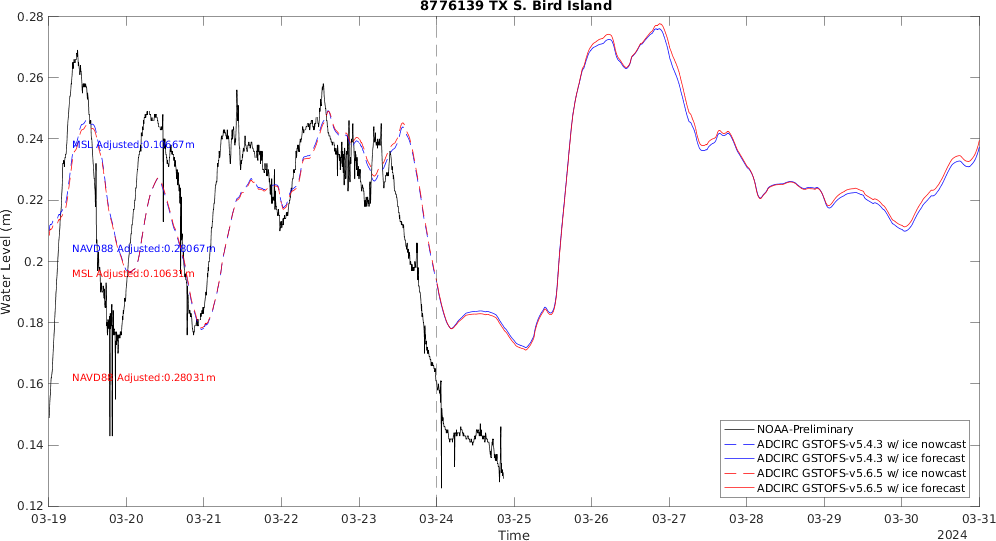 8776139 TX S. Bird Island
0.28
0.26
0.24
0.22
0.2
0.18
0.16
0.14
0.12
Water Level (m)
MSL Adjusted:0.10667m
NAVD88 Adjusted:0.28067m
MSL Adjusted:0.10631m
NAVD88 Adjusted:0.28031m
NOAA-Preliminary
ADCIRC GSTOFS-v5.4.3 w/ ice nowcast
ADCIRC GSTOFS-v5.4.3 w/ ice forecast
ADCIRC GSTOFS-v5.6.5 w/ ice nowcast
ADCIRC GSTOFS-v5.6.5 w/ ice forecast
03-19 03-20 03-21 03-22 03-23 03-24 03-25 03-26 03-27 03-28 03-29 03-30 03-31
Time
2024